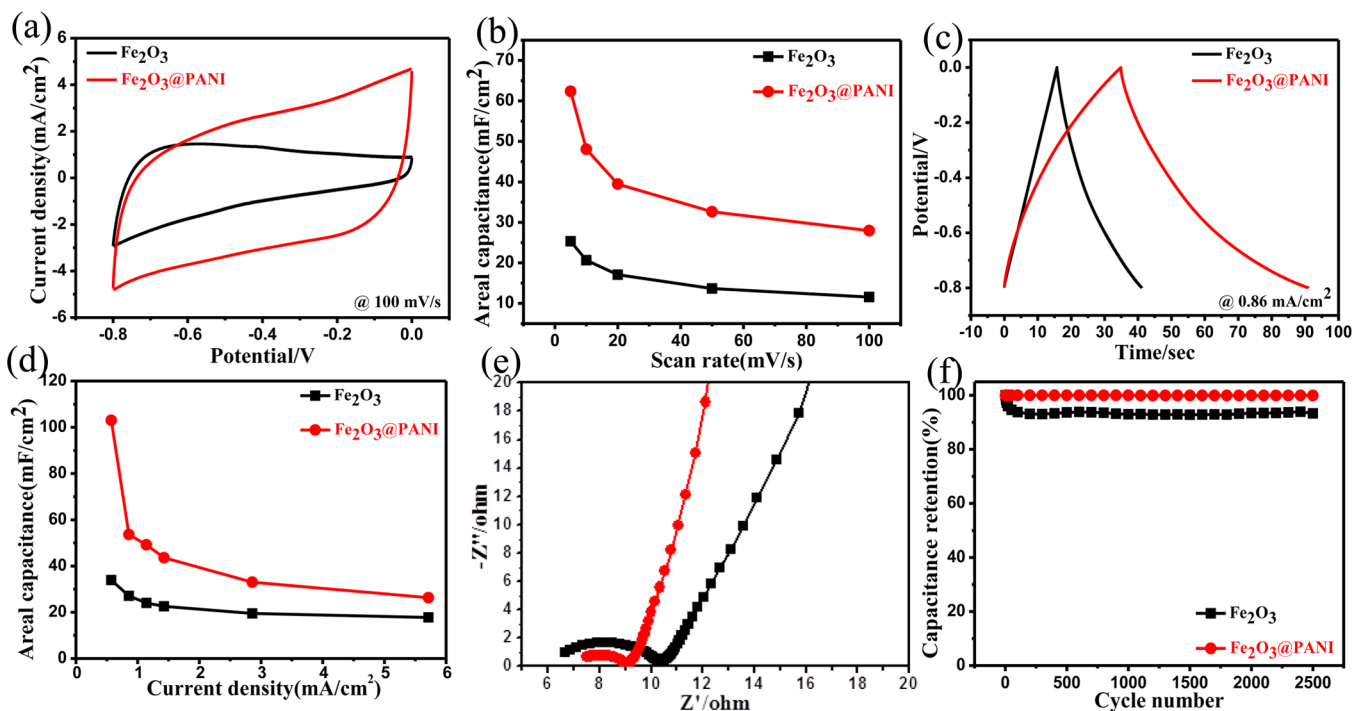 (a)
Fe₂O₃
Fe₂O₃@PANI
Current density(mA/cm²)
6
4
2
0
-2
-4
-6
@ 100 mV/s
-0.8
-0.6
-0.4
-0.2
0.0
Potential/V
(b)
Fe₂O₃
Fe₂O₃@PANI
Areal capacitance(mF/cm²)
80
70
60
50
40
30
20
10
0
20
40
60
80
100
Scan rate(mV/s)
(c)
Fe₂O₃
Fe₂O₃@PANI
Potential/V
0.0
-0.2
-0.4
-0.6
-0.8
@ 0.86 mA/cm²
-10
0
10
20
30
40
50
60
70
80
90
100
Time/sec
(d)
Fe₂O₃
Fe₂O₃@PANI
Areal capacitance(mF/cm²)
120
100
80
60
40
20
0
0
1
2
3
4
5
6
Current density(mA/cm²)
(e)
-Z''/ohm
20
18
16
14
12
10
8
6
4
2
0
6
8
10
12
14
16
18
20
Z'/ohm
(f)
Capacitance retention(%)
100
80
60
40
20
0
Fe₂O₃
Fe₂O₃@PANI
0
500
1000
1500
2000
2500
Cycle number